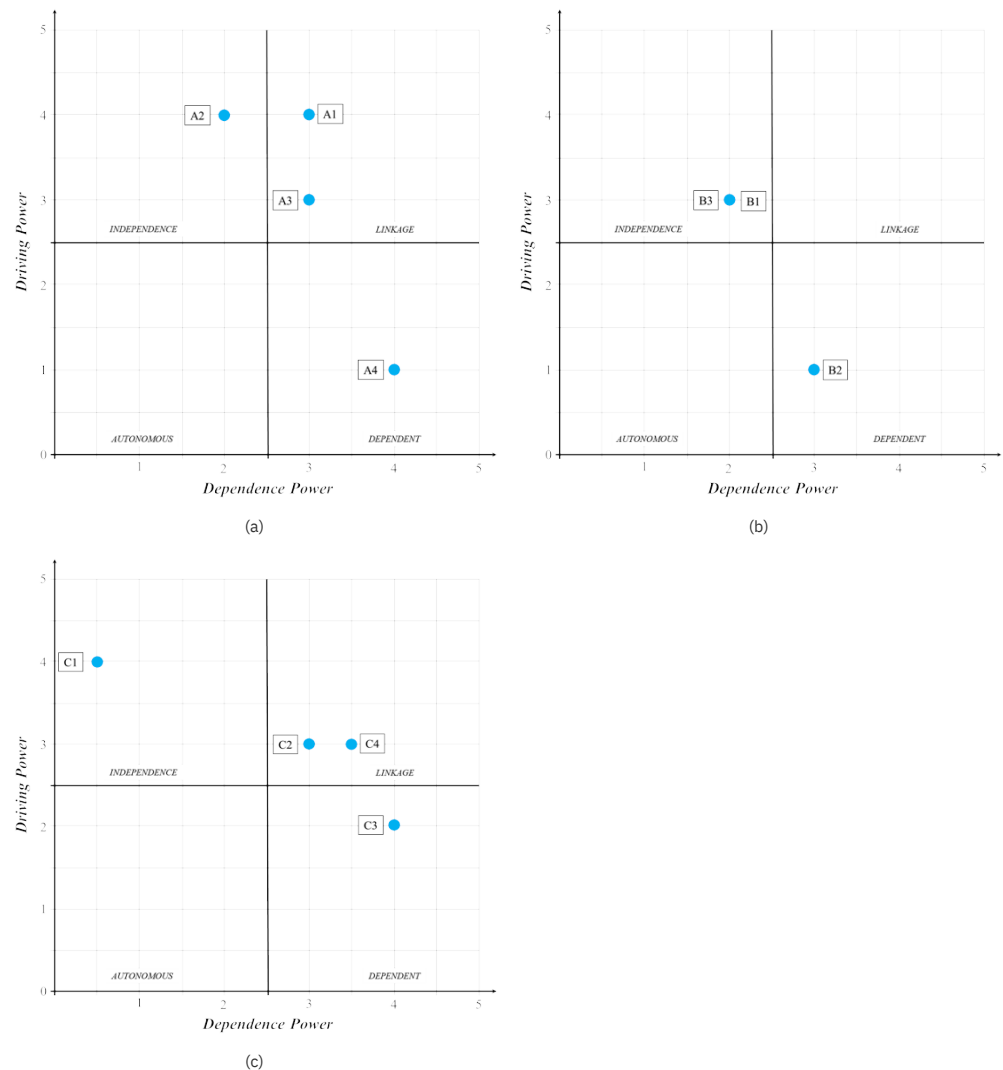 5
4
A2
A1
3
A3
INDEPENDENCE
LINKAGE
Driving Power
2
1
A4
AUTONOMOUS
DEPENDENT
0
1
2
3
4
5
Dependence Power
(a)
5
4
3
B3
B1
INDEPENDENCE
LINKAGE
Driving Power
2
1
B2
AUTONOMOUS
DEPENDENT
0
1
2
3
4
5
Dependence Power
(b)
5
4
C1
3
C2
C4
INDEPENDENCE
LINKAGE
Driving Power
2
C3
1
AUTONOMOUS
DEPENDENT
0
1
2
3
4
5
Dependence Power
(c)